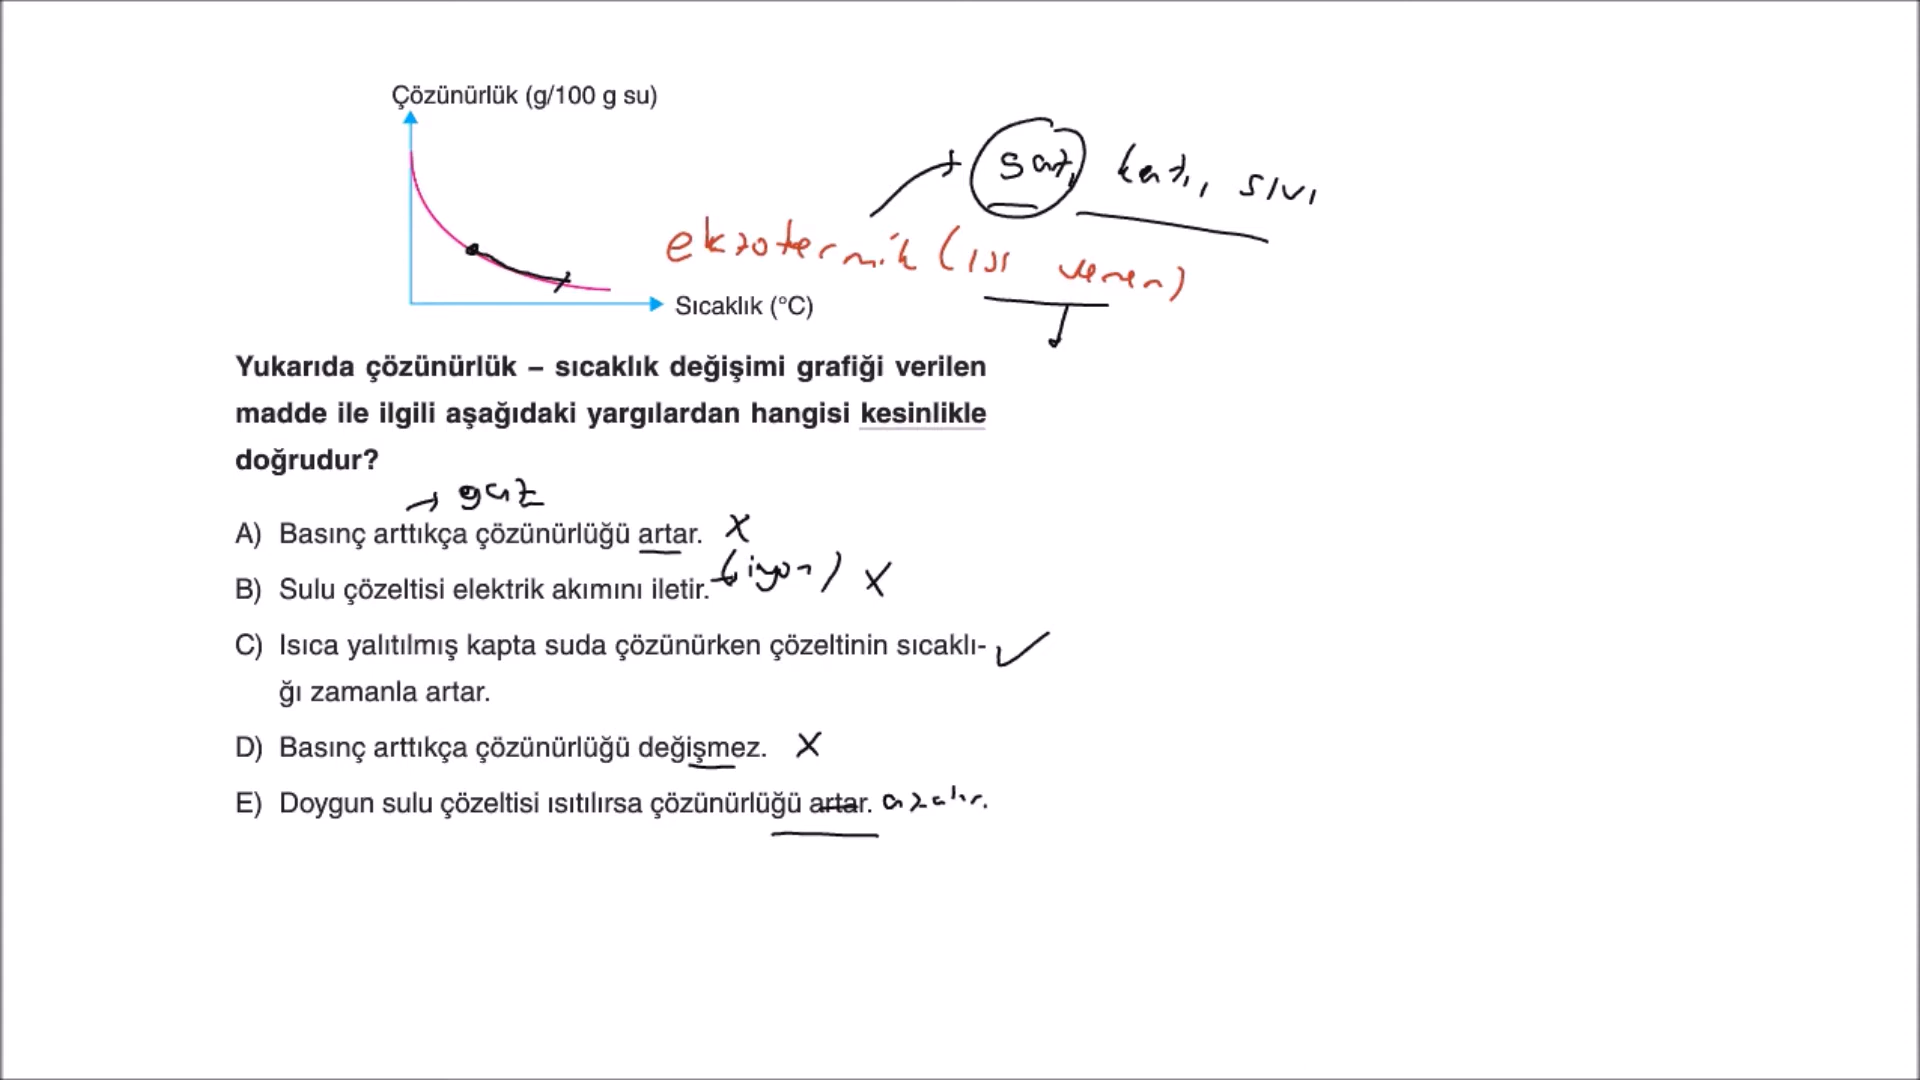 Çözünürlük (g/100 g su)
katı, sıvı
ekzotermik (ısı veren)
Sıcaklık (°C)
Yukarıda çözünürlük – sıcaklık değişimi grafiği verilen
madde ile ilgili aşağıdaki yargılardan hangisi kesinlikle
doğrudur?
→ gaz
A) Basınç arttıkça çözünürlüğü artar. X
B) Sulu çözeltisi elektrik akımını iletir. (iyon) X
C) Isıca yalıtılmış kapta suda çözünürken çözeltinin sıcaklı- ✓
ğı zamanla artar.
D) Basınç arttıkça çözünürlüğü değişmez. X
E) Doygun sulu çözeltisi ısıtılırsa çözünürlüğü artar. azalır.